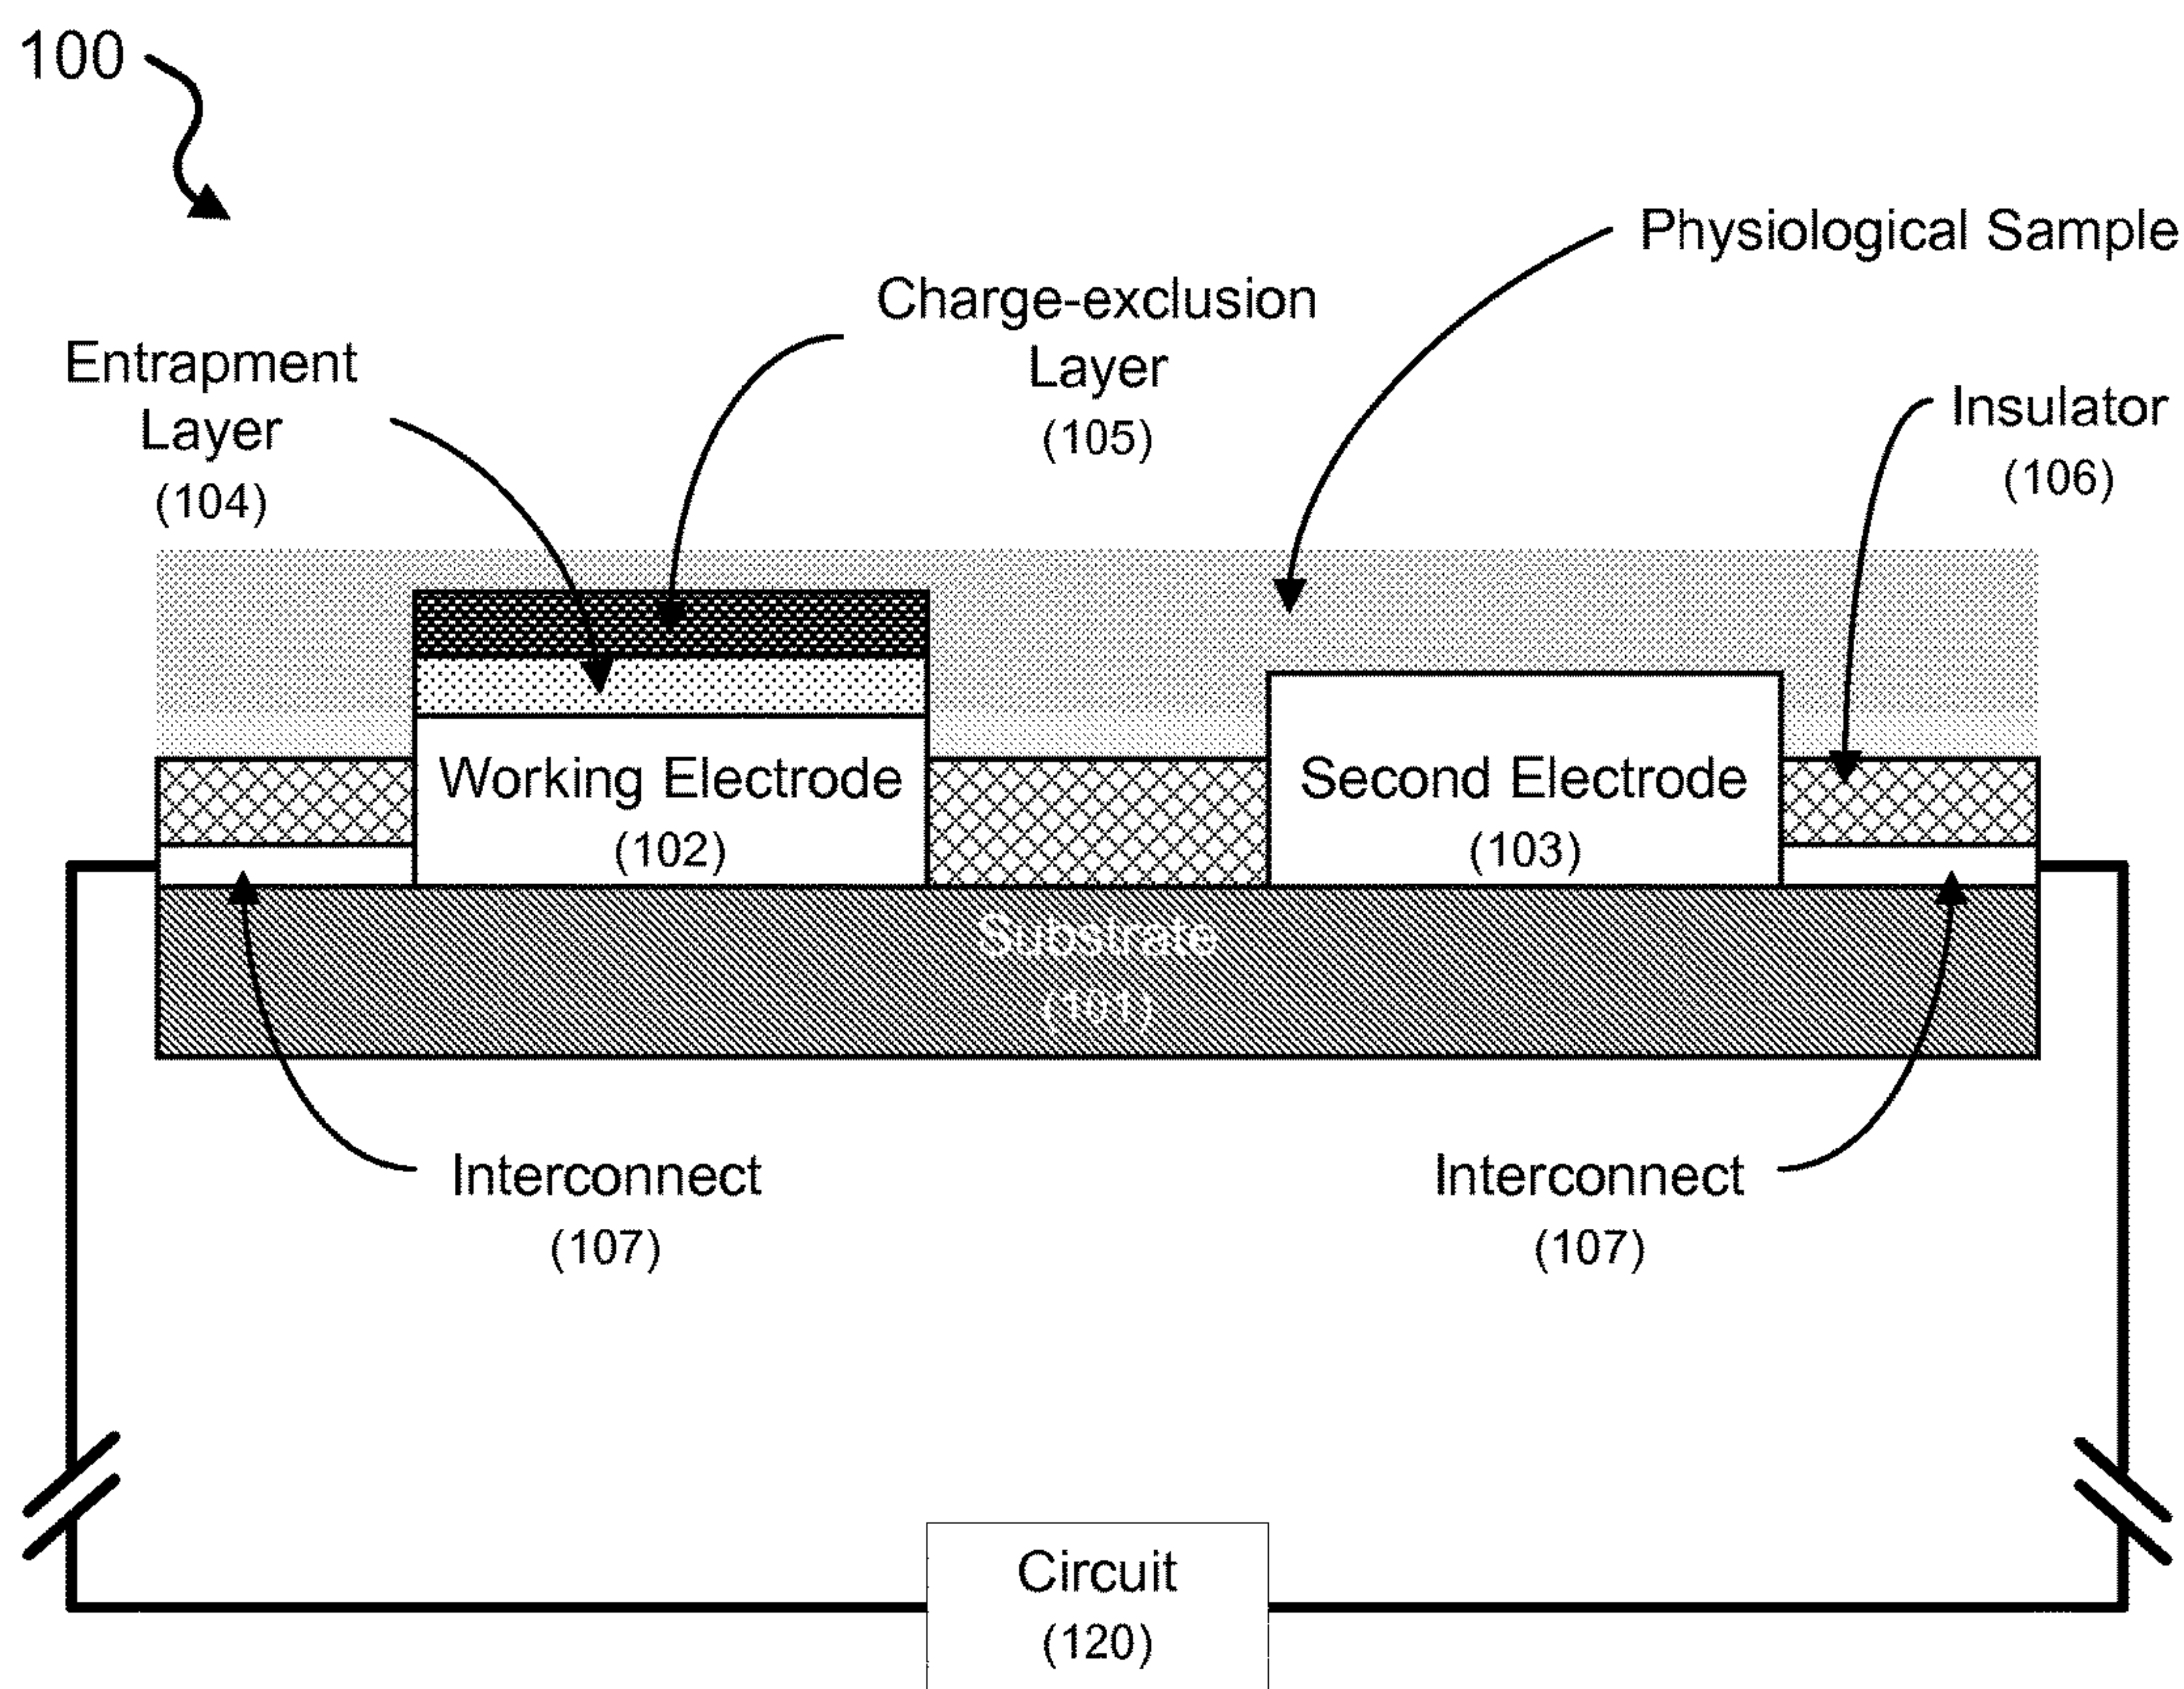 100
Physiological Sample
Charge-exclusion
Layer
(105)
Entrapment
Layer
(104)
Insulator
(106)
Working Electrode
(102)
Second Electrode
(103)
Substrate
(101)
Interconnect
(107)
Interconnect
(107)
Circuit
(120)